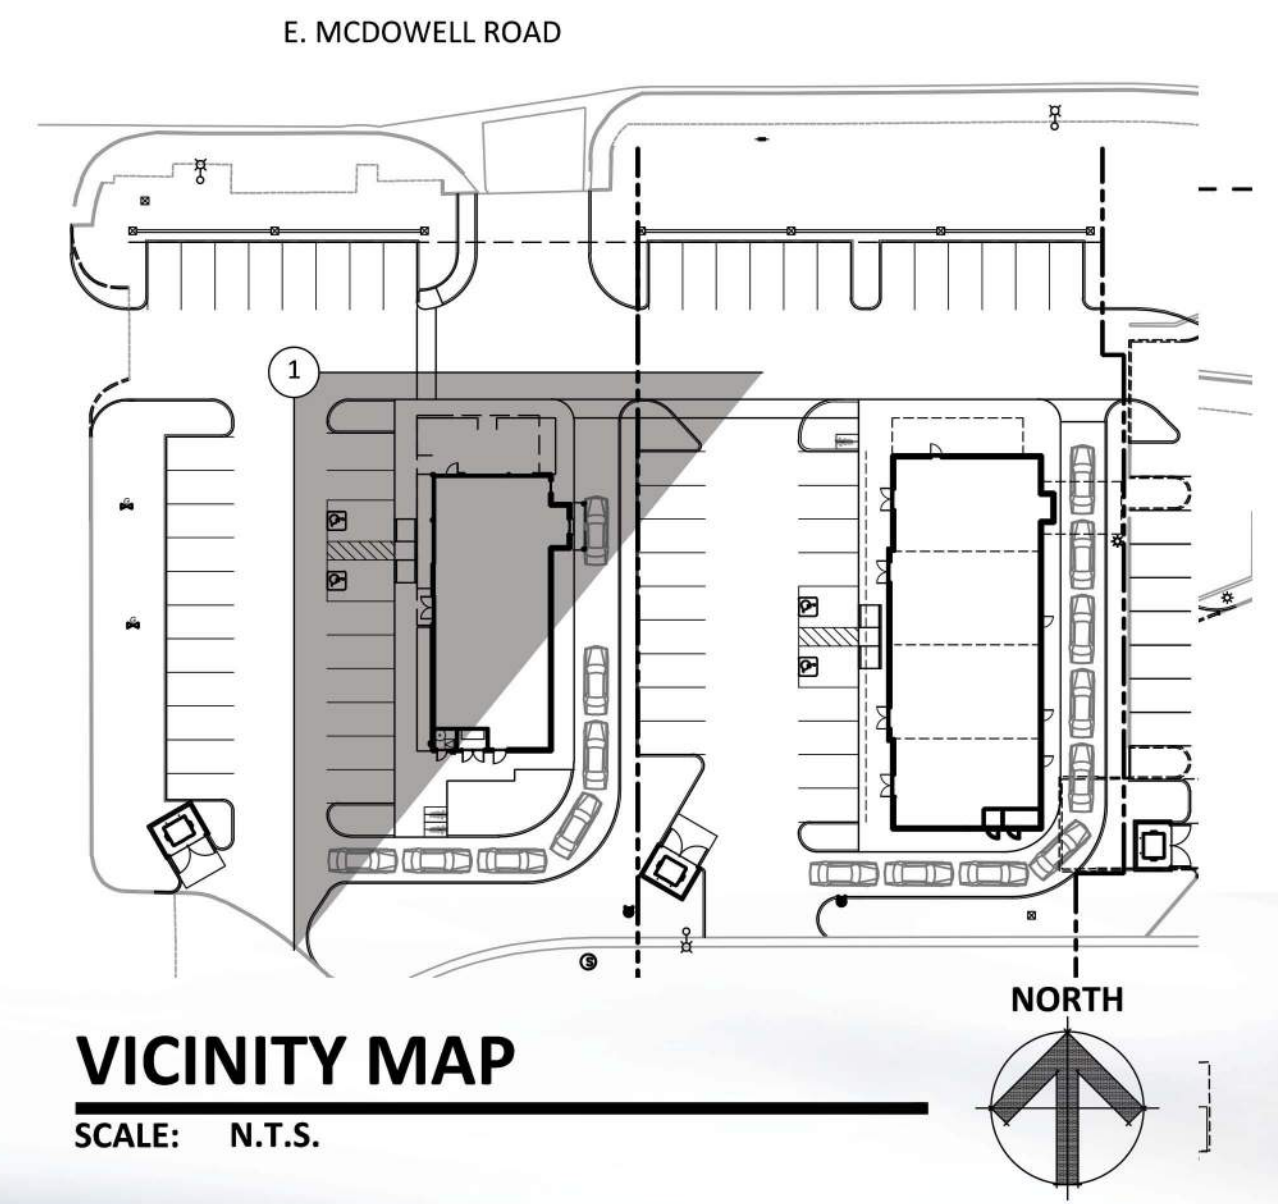 E. MCDOWELL ROAD
1
S
NORTH
VICINITY MAP
SCALE: N.T.S.